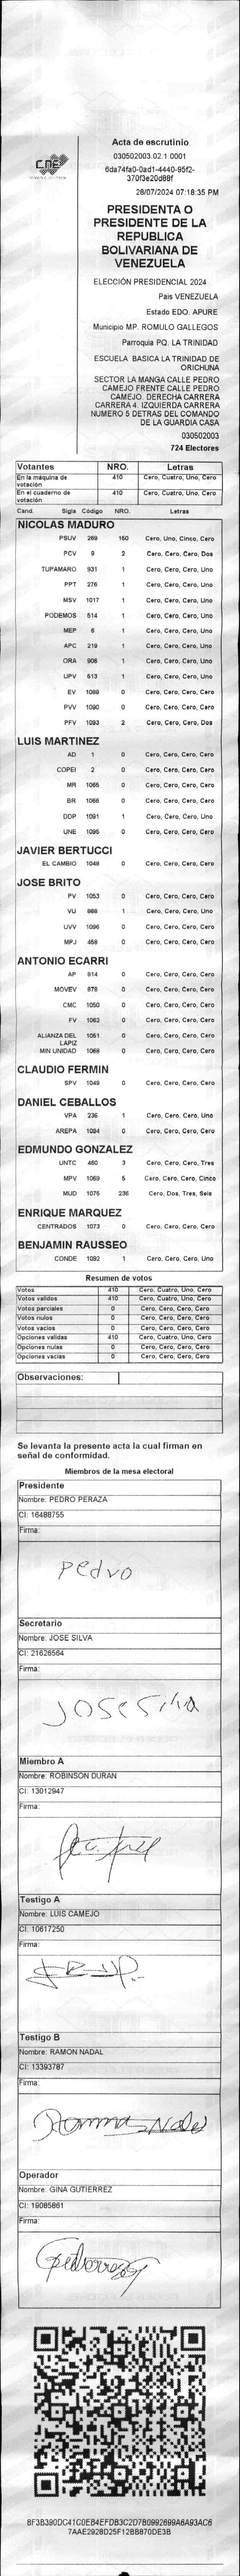 CNE
Acta de escrutinio
030502003.02.1.0001
6da74fa0-0ad1-4440-95f2-
370f3e20d88f
28/07/2024 07:18:35 PM
PRESIDENTA O
PRESIDENTE DE LA
REPUBLICA
BOLIVARIANA DE
VENEZUELA
ELECCIÓN PRESIDENCIAL 2024
Pais VENEZUELA
Estado EDO. APURE
Municipio MP. ROMULO GALLEGOS
Parroquia PQ. LA TRINIDAD
ESCUELA BASICA LA TRINIDAD DE
ORICHUNA
SECTOR LA MANGA CALLE PEDRO
CAMEJO FRENTE CALLE PEDRO
CAMEJO. DERECHA CARRERA
CARRERA 4. IZQUIERDA CARRERA
NUMERO 5 DETRAS DEL COMANDO
DE LA GUARDIA CASA
030502003
724 Electores
Votantes NRO. Letras
En la máquina de votación 410 Cero, Cuatro, Uno, Cero
En el cuaderno de votación 410 Cero, Cuatro, Uno, Cero
Cand. Sigla Código NRO. Letras
NICOLAS MADURO
PSUV 269 150 Cero, Uno, Cinco, Cero
PCV 9 2 Cero, Cero, Cero, Dos
TUPAMARO 931 1 Cero, Cero, Cero, Uno
PPT 276 1 Cero, Cero, Cero, Uno
MSV 1017 1 Cero, Cero, Cero, Uno
PODEMOS 514 1 Cero, Cero, Cero, Uno
MEP 6 1 Cero, Cero, Cero, Uno
APC 219 1 Cero, Cero, Cero, Uno
ORA 906 1 Cero, Cero, Cero, Uno
UPV 513 1 Cero, Cero, Cero, Uno
EV 1089 0 Cero, Cero, Cero, Cero
PVV 1090 0 Cero, Cero, Cero, Cero
PFV 1093 2 Cero, Cero, Cero, Dos
LUIS MARTINEZ
AD 1 0 Cero, Cero, Cero, Cero
COPEI 2 0 Cero, Cero, Cero, Cero
MR 1065 0 Cero, Cero, Cero, Cero
BR 1066 0 Cero, Cero, Cero, Cero
DDP 1091 1 Cero, Cero, Cero, Uno
UNE 1095 0 Cero, Cero, Cero, Cero
JAVIER BERTUCCI
EL CAMBIO 1048 0 Cero, Cero, Cero, Cero
JOSE BRITO
PV 1053 0 Cero, Cero, Cero, Cero
VU 868 1 Cero, Cero, Cero, Uno
UVV 1096 0 Cero, Cero, Cero, Cero
MPJ 458 0 Cero, Cero, Cero, Cero
ANTONIO ECARRI
AP 814 0 Cero, Cero, Cero, Cero
MOVEV 878 0 Cero, Cero, Cero, Cero
CMC 1050 0 Cero, Cero, Cero, Cero
FV 1062 0 Cero, Cero, Cero, Cero
ALIANZA DEL LAPIZ 1051 0 Cero, Cero, Cero, Cero
MIN UNIDAD 1068 0 Cero, Cero, Cero, Cero
CLAUDIO FERMIN
SPV 1049 0 Cero, Cero, Cero, Cero
DANIEL CEBALLOS
VPA 236 1 Cero, Cero, Cero, Uno
AREPA 1094 0 Cero, Cero, Cero, Cero
EDMUNDO GONZALEZ
UNTC 460 3 Cero, Cero, Cero, Tres
MPV 1069 5 Cero, Cero, Cero, Cinco
MUD 1075 236 Cero, Dos, Tres, Seis
ENRIQUE MARQUEZ
CENTRADOS 1073 0 Cero, Cero, Cero, Cero
BENJAMIN RAUSSEO
CONDE 1092 1 Cero, Cero, Cero, Uno
Resumen de votos
Votos 410 Cero, Cuatro, Uno, Cero
Votos validos 410 Cero, Cuatro, Uno, Cero
Votos parciales 0 Cero, Cero, Cero, Cero
Votos nulos 0 Cero, Cero, Cero, Cero
Votos vacios 0 Cero, Cero, Cero, Cero
Opciones validas 410 Cero, Cuatro, Uno, Cero
Opciones nulas 0 Cero, Cero, Cero, Cero
Opciones vacias 0 Cero, Cero, Cero, Cero
Observaciones:
Se levanta la presente acta la cual firman en
señal de conformidad.
Miembros de la mesa electoral
Presidente
Nombre: PEDRO PERAZA
CI: 16488755
Firma:
Pedro
Secretario
Nombre: JOSE SILVA
CI: 21626564
Firma:
JOSE Silva
Miembro A
Nombre: ROBINSON DURAN
CI: 13012947
Firma:
Testigo A
Nombre: LUIS CAMEJO
CI: 10617250
Firma:
Testigo B
Nombre: RAMON NADAL
CI: 13393787
Firma:
Operador
Nombre: GINA GUTIERREZ
CI: 19085861
Firma:
BF3B390DC41C0EB4EFDB3C2D7B0992699A6A93AC6
7AAE2928D25F12BB870DE3B